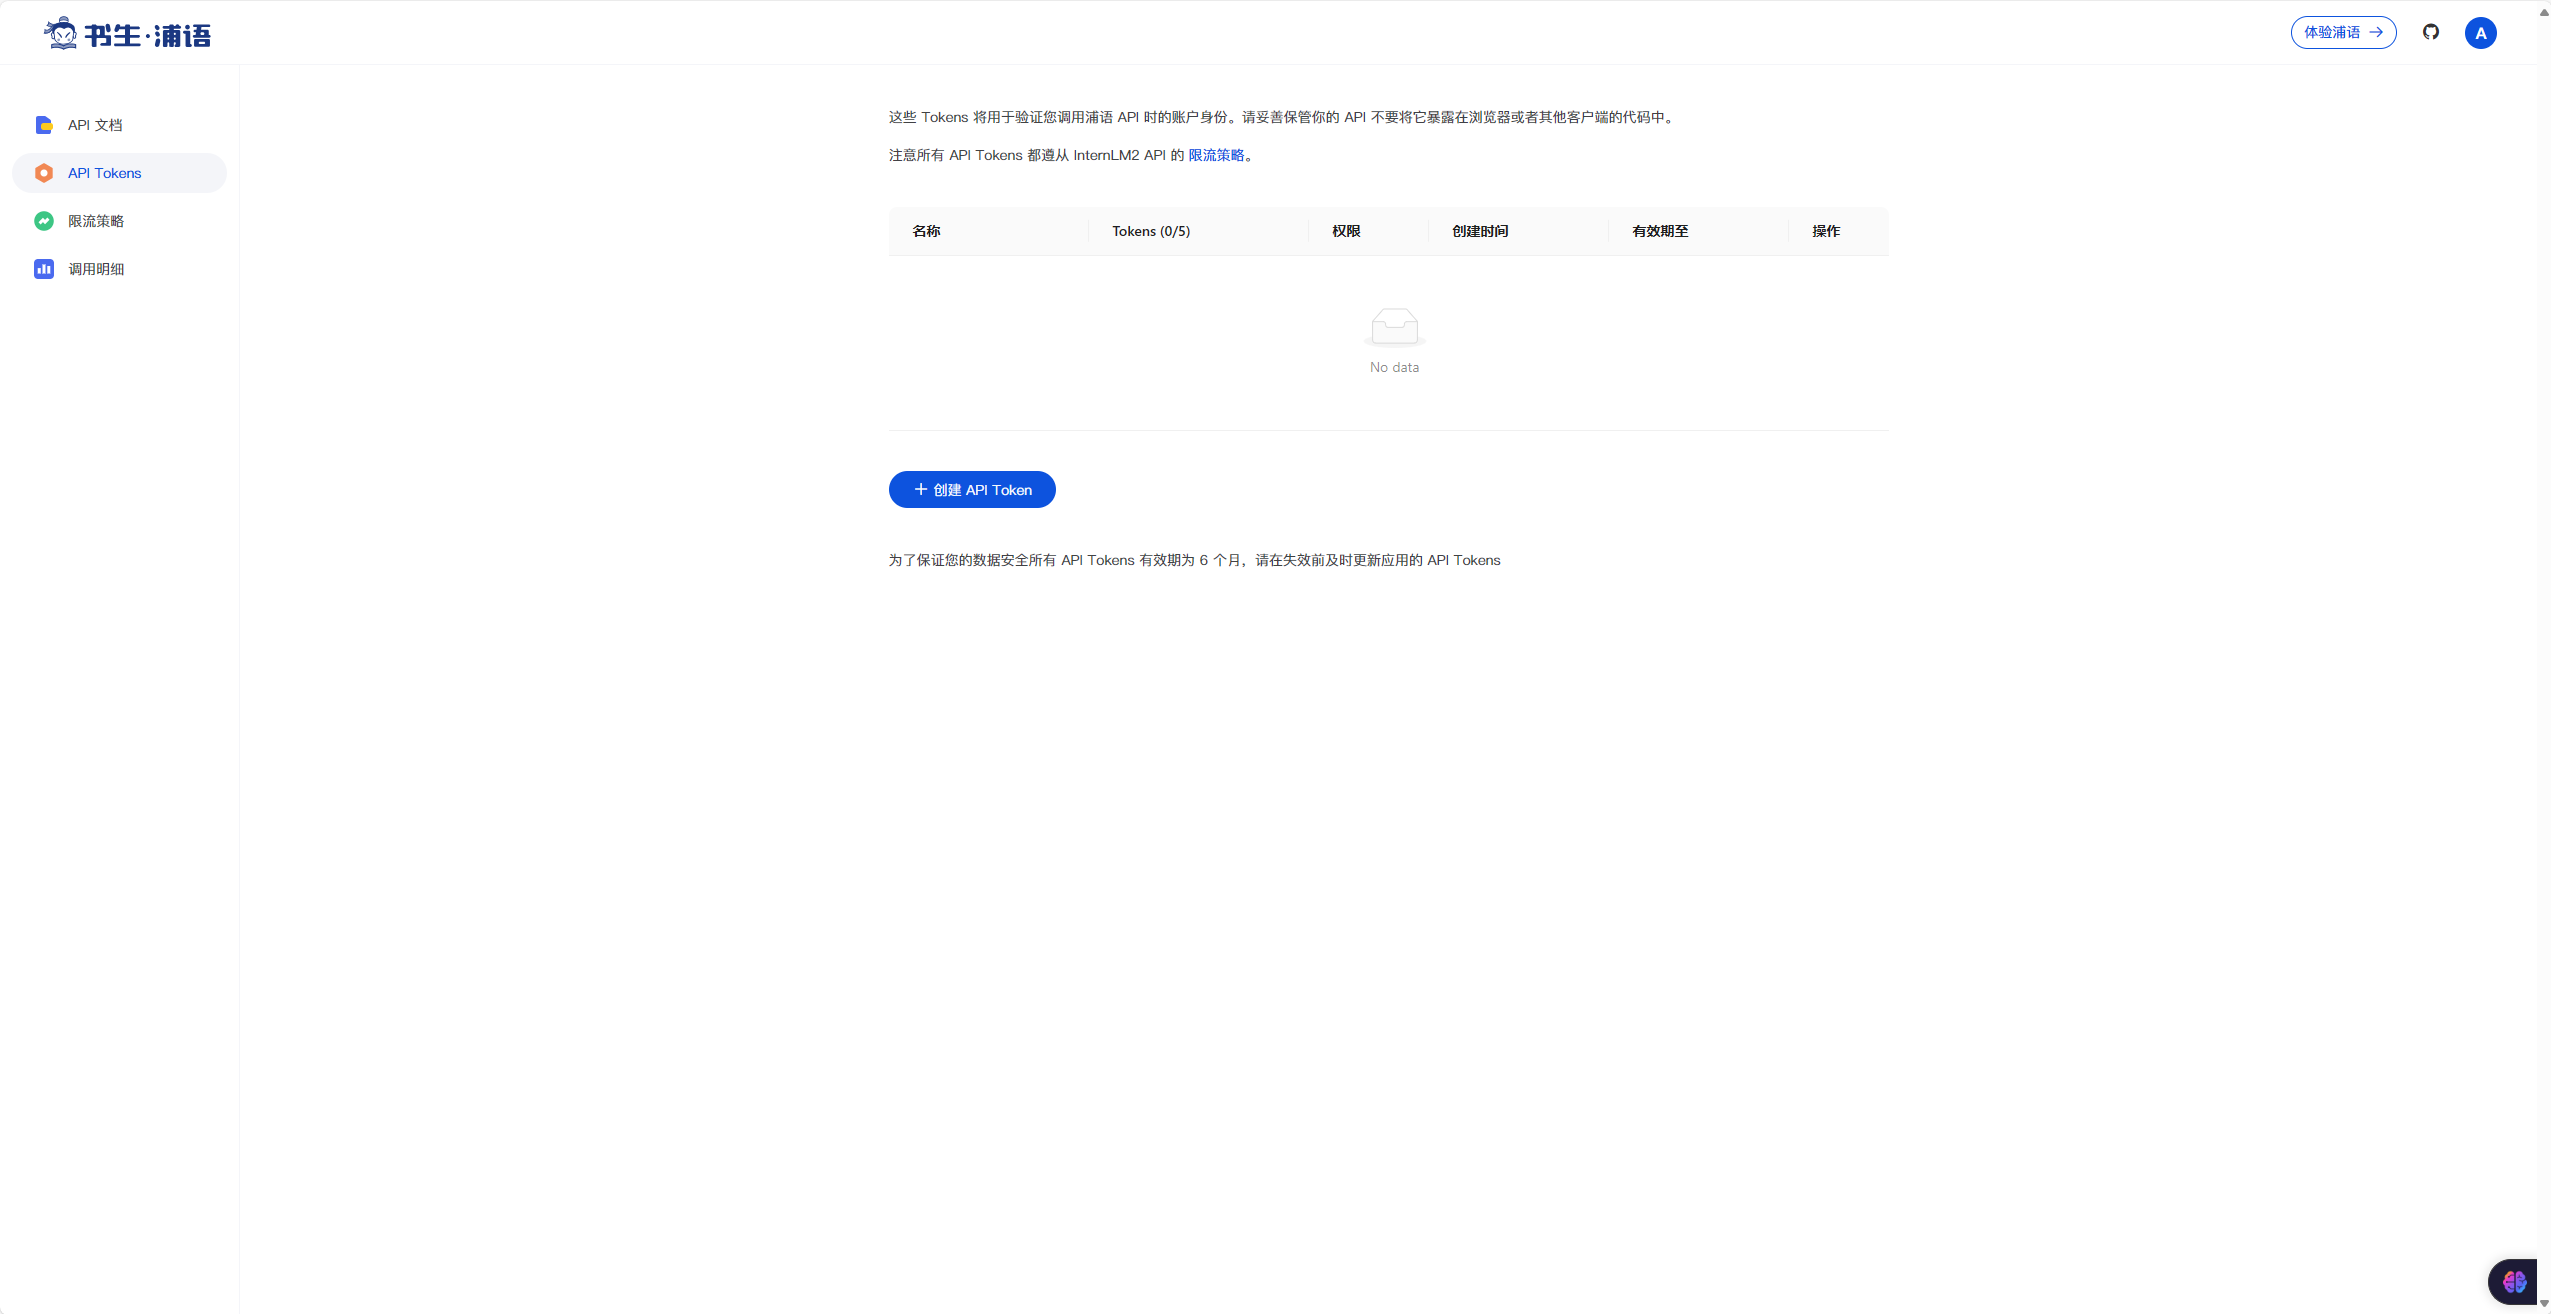 书生·浦语
体验浦语
A
API 文档
API Tokens
限流策略
调用明细
这些 Tokens 将用于验证您调用浦语 API 时的账户身份。请妥善保管你的 API 不要将它暴露在浏览器或者其他客户端的代码中。
注意所有 API Tokens 都遵从 InternLM2 API 的 限流策略。
名称 Tokens (0/5) 权限 创建时间 有效期至 操作
No data
创建 API Token
为了保证您的数据安全所有 API Tokens 有效期为 6 个月，请在失效前及时更新应用的 API Tokens